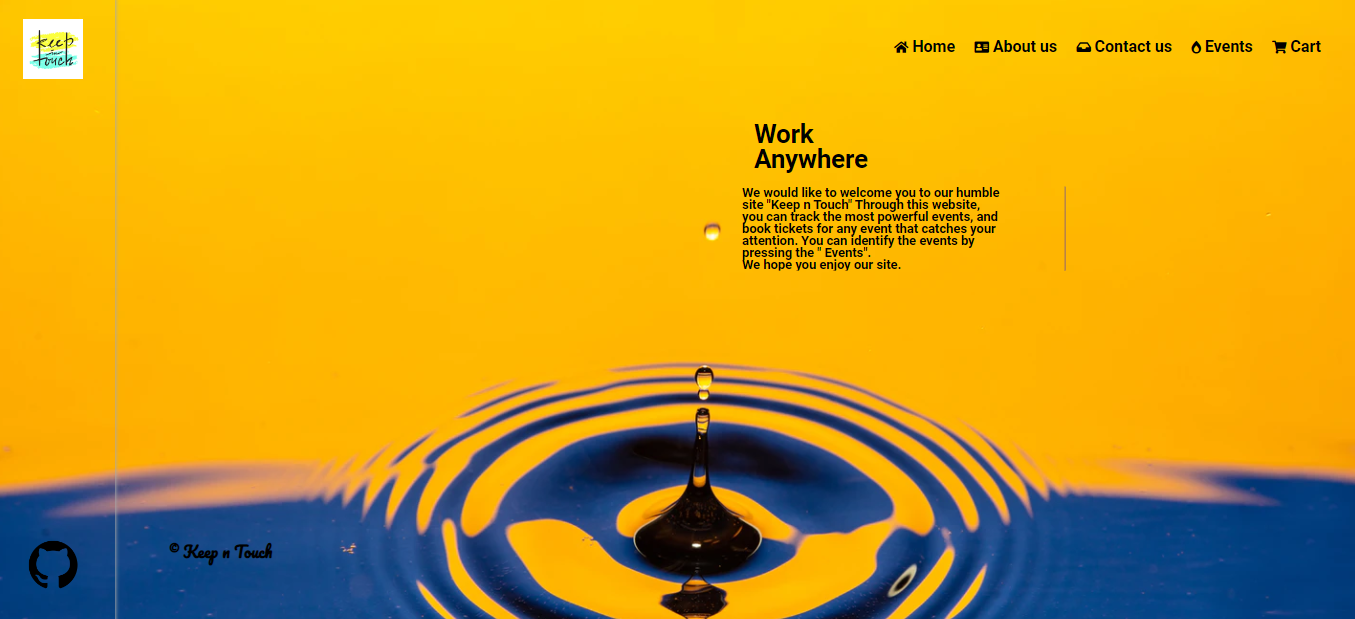 keep
in
touch
Home About us Contact us Events Cart
Work
Anywhere
We would like to welcome you to our humble
site "Keep n Touch" Through this website,
you can track the most powerful events, and
book tickets for any event that catches your
attention. You can identify the events by
pressing the " Events".
We hope you enjoy our site.
© Keep n Touch